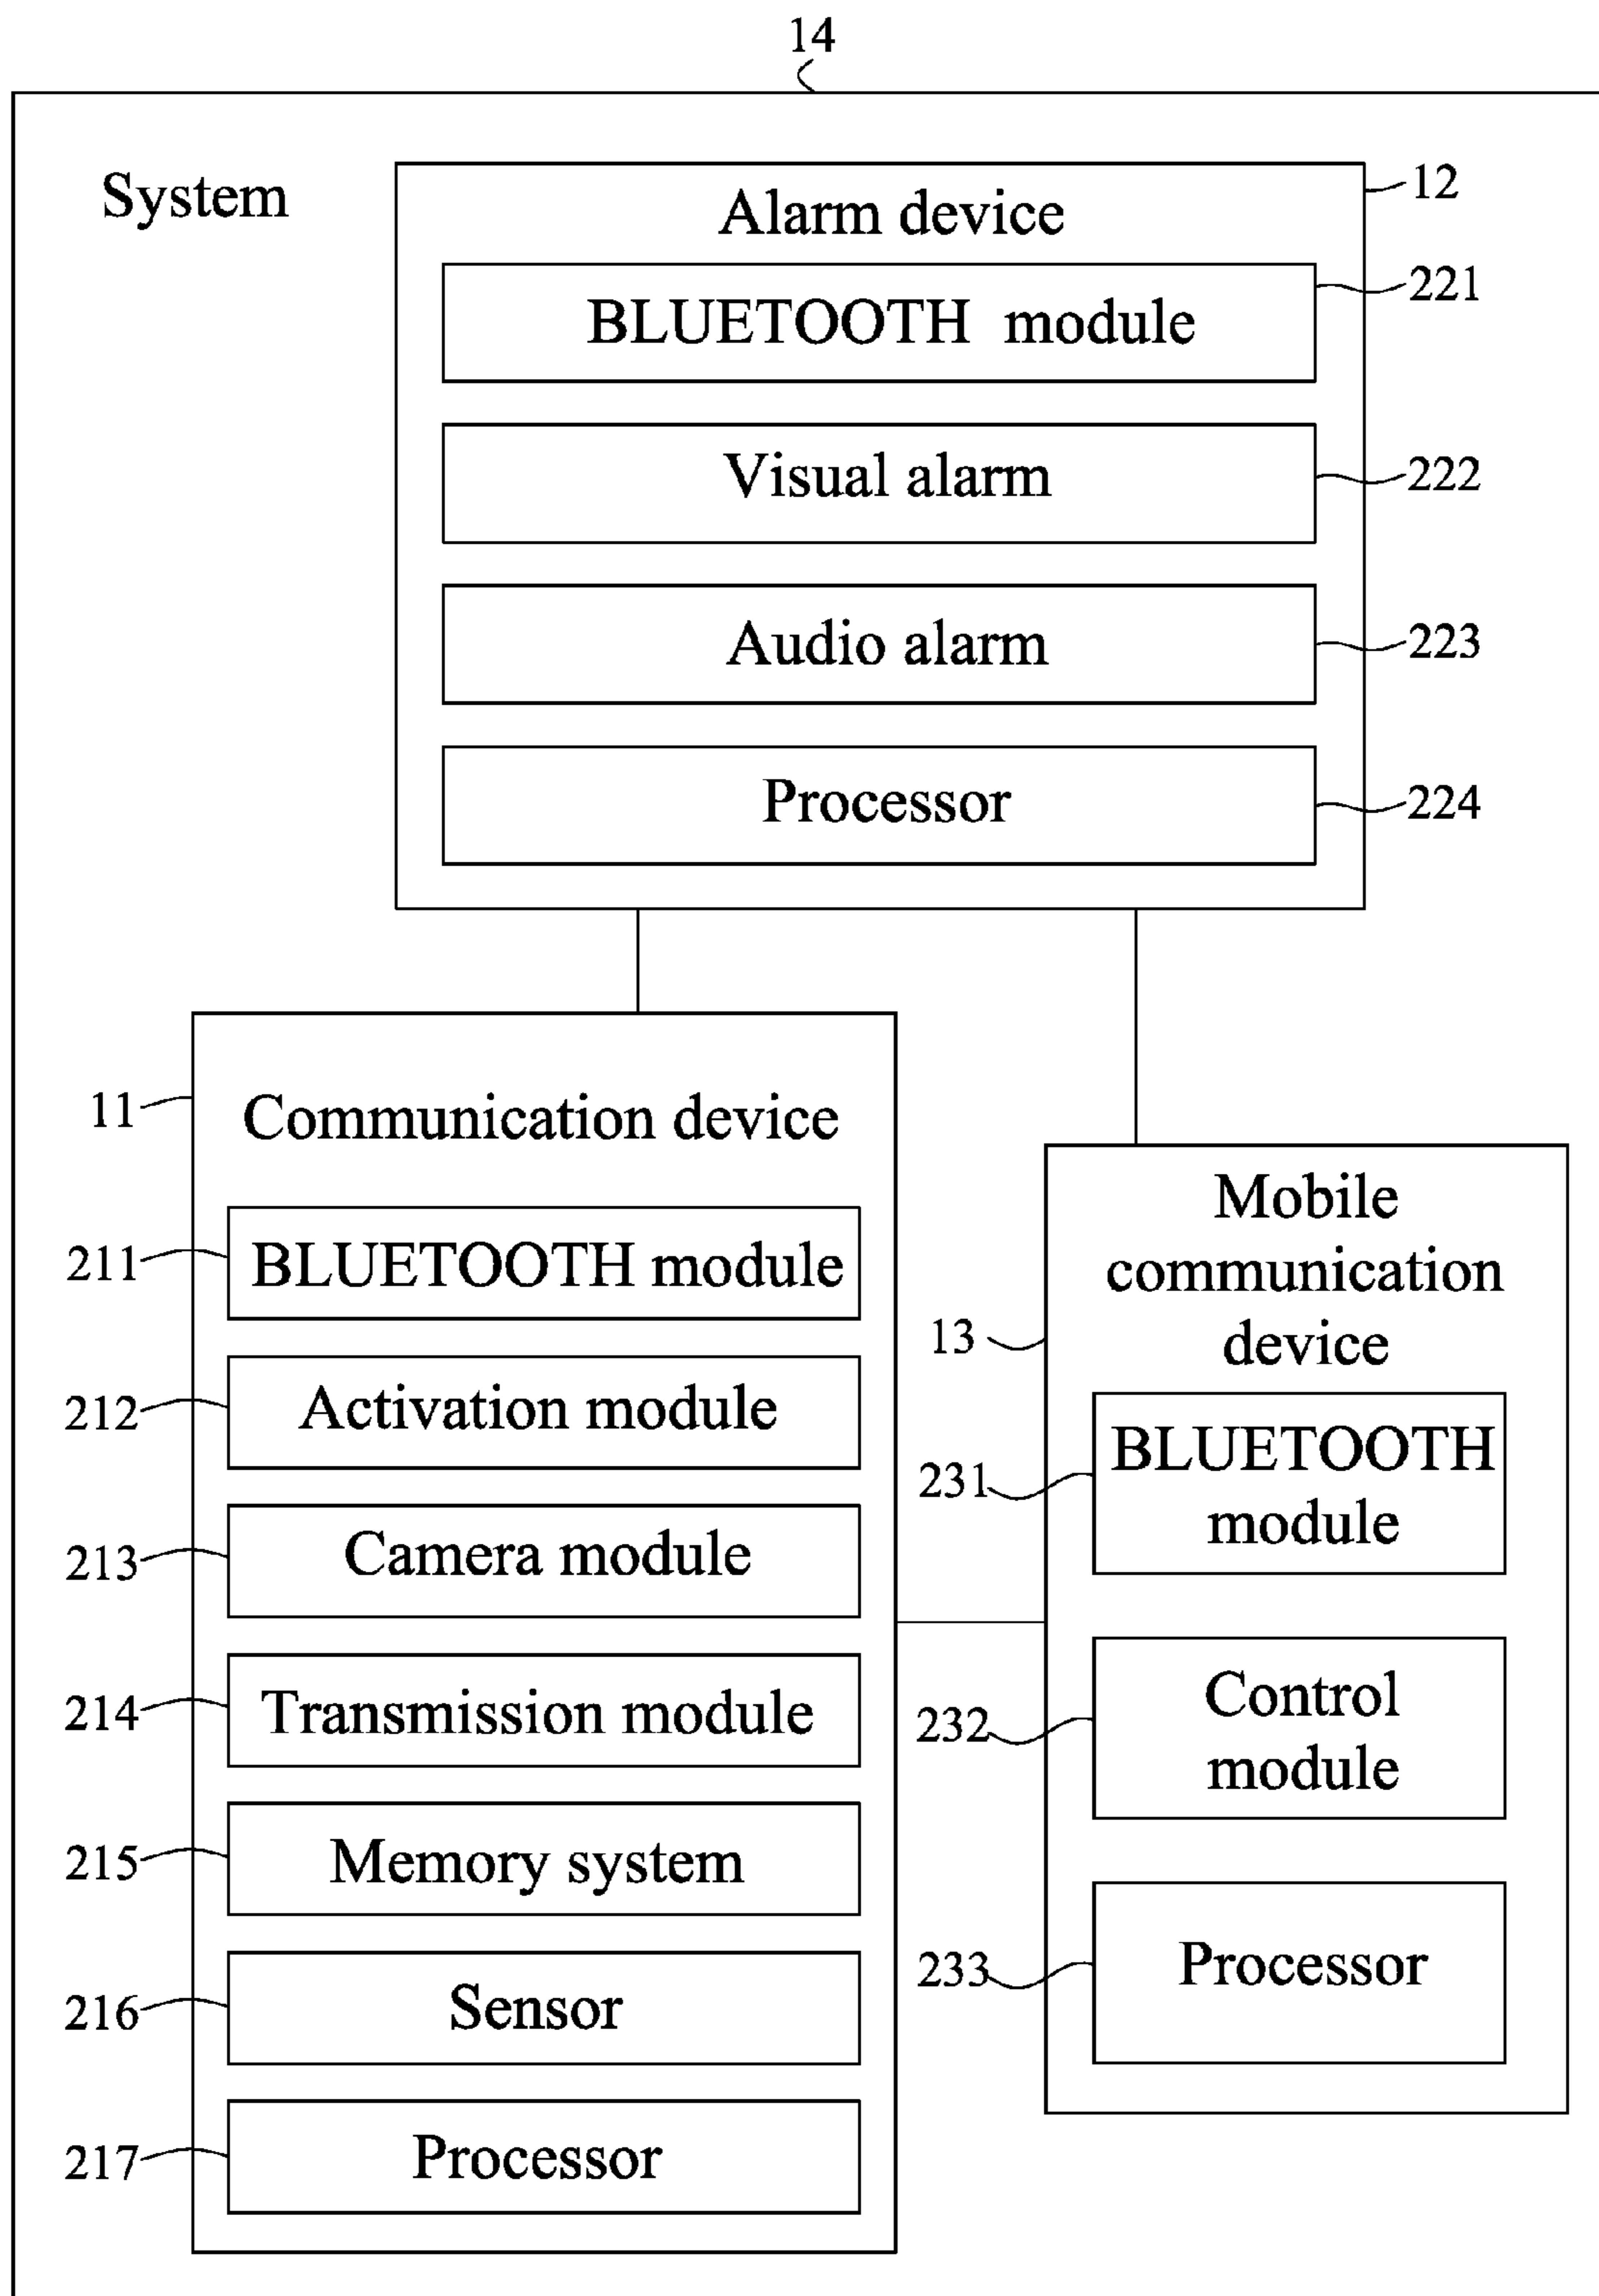 14
System
Alarm device
12
BLUETOOTH module
221
Visual alarm
222
Audio alarm
223
Processor
224
11
Communication device
211
BLUETOOTH module
212
Activation module
213
Camera module
214
Transmission module
215
Memory system
216
Sensor
217
Processor
Mobile
communication
device
13
BLUETOOTH
module
231
Control
module
232
Processor
233